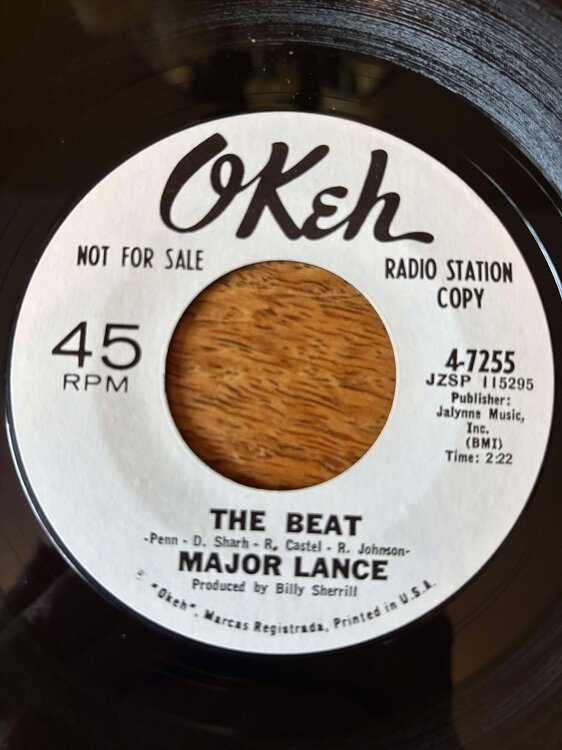 OKeh
NOT FOR SALE
RADIO STATION
COPY
45
RPM
4-7255
JZSP 115295
Publisher:
Jalynne Music,
Inc.
(BMI)
Time: 2:22
THE BEAT
-Penn - D. Sharh - R. Castel - R. Johnson-
MAJOR LANCE
Produced by Billy Sherrill
"Okeh". Marcas Registrada. Printed in U.S.A.